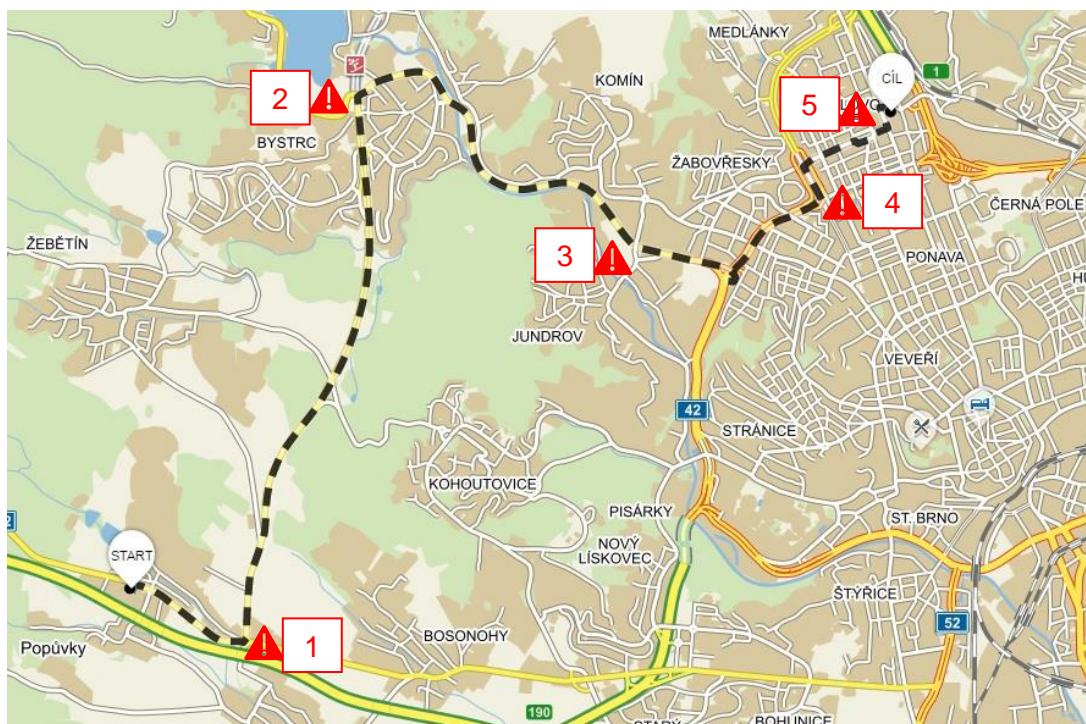 MEDLÁNKY
CÍL
1
KOMÍN
2
5
BYSTRC
ŽABOVŘESKY
4
ČERNÁ POLE
ŽEBĚTÍN
3
PONAVA
JUNDROV
VEVEŘÍ
42
STRÁNICE
KOHOUTOVICE
PISÁRKY
ST. BRNO
START
NOVÝ
LÍSKOVEC
ŠTÝŘICE
52
BOSONOHY
1
Popůvky
190
STARÝ
BOHUNICE